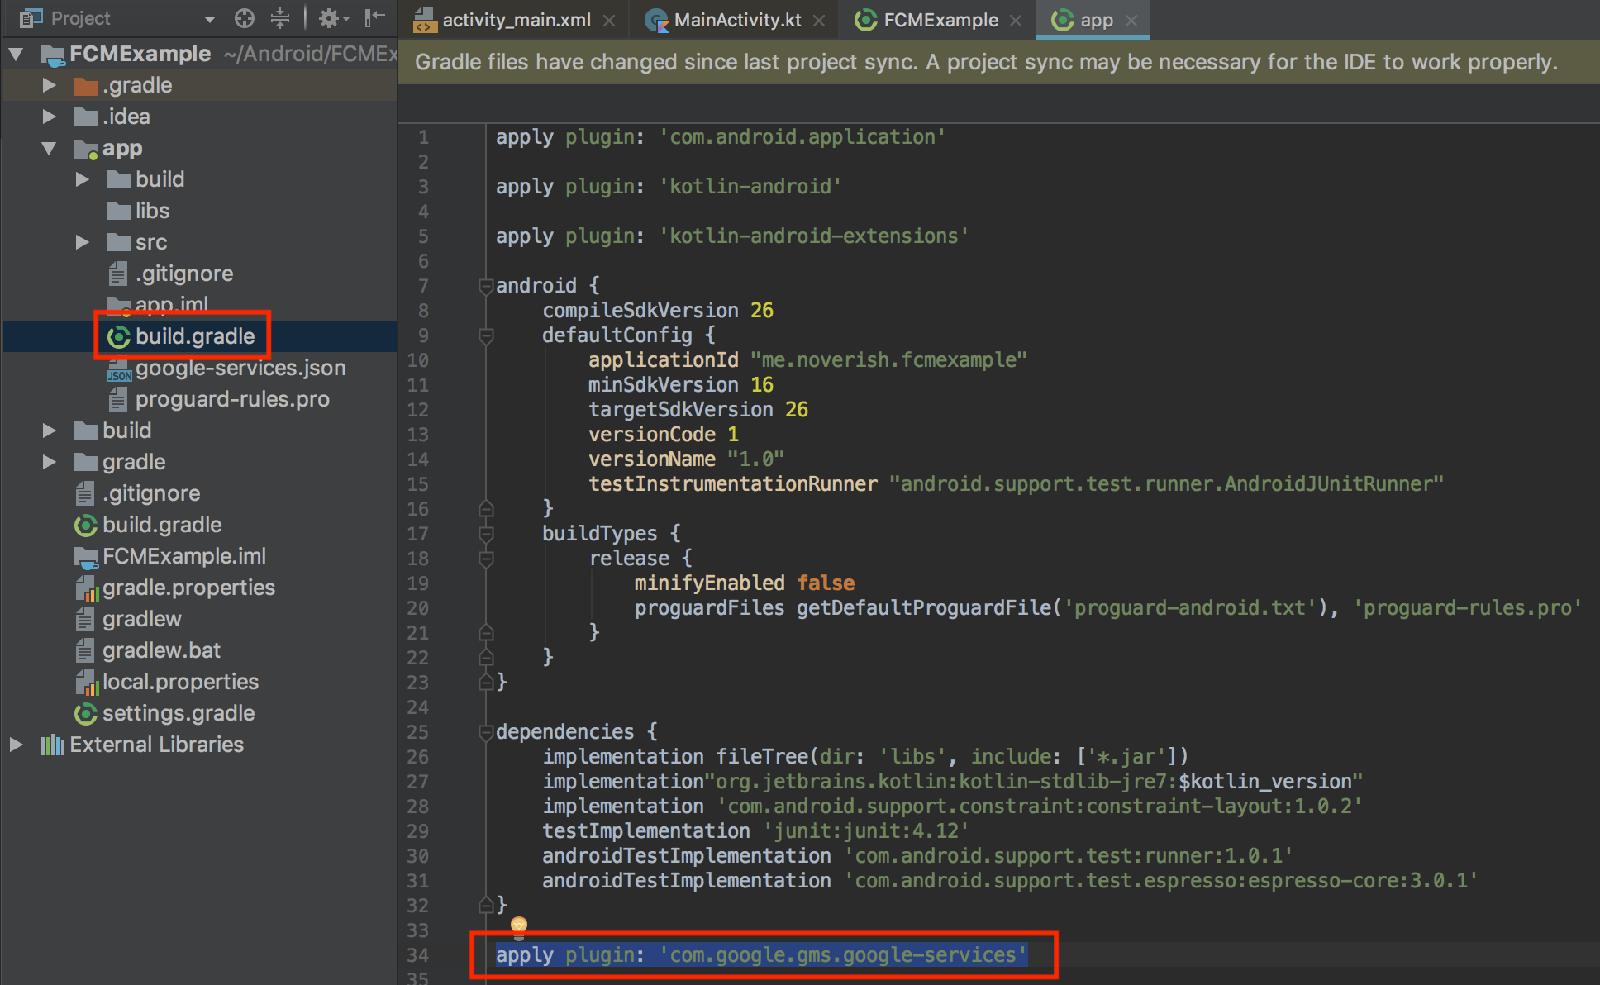 Project
activity_main.xml
MainActivity.kt
FCMExample
app
FCMExample ~/Android/FCMEx
Gradle files have changed since last project sync. A project sync may be necessary for the IDE to work properly.
.gradle
.idea
app
build
libs
src
.gitignore
app.iml
build.gradle
google-services.json
JSON
proguard-rules.pro
build
gradle
.gitignore
build.gradle
FCMExample.iml
gradle.properties
gradlew
gradlew.bat
local.properties
settings.gradle
External Libraries
1 apply plugin: 'com.android.application'
2
3 apply plugin: 'kotlin-android'
4
5 apply plugin: 'kotlin-android-extensions'
6
7 android {
8 compileSdkVersion 26
9 defaultConfig {
10 applicationId "me.noverish.fcmexample"
11 minSdkVersion 16
12 targetSdkVersion 26
13 versionCode 1
14 versionName "1.0"
15 testInstrumentationRunner "android.support.test.runner.AndroidJUnitRunner"
16 }
17 buildTypes {
18 release {
19 minifyEnabled false
20 proguardFiles getDefaultProguardFile('proguard-android.txt'), 'proguard-rules.pro'
21 }
22 }
23 }
24
25 dependencies {
26 implementation fileTree(dir: 'libs', include: ['*.jar'])
27 implementation"org.jetbrains.kotlin:kotlin-stdlib-jre7:$kotlin_version"
28 implementation 'com.android.support.constraint:constraint-layout:1.0.2'
29 testImplementation 'junit:junit:4.12'
30 androidTestImplementation 'com.android.support.test:runner:1.0.1'
31 androidTestImplementation 'com.android.support.test.espresso:espresso-core:3.0.1'
32 }
33
34 apply plugin: 'com.google.gms.google-services'
35